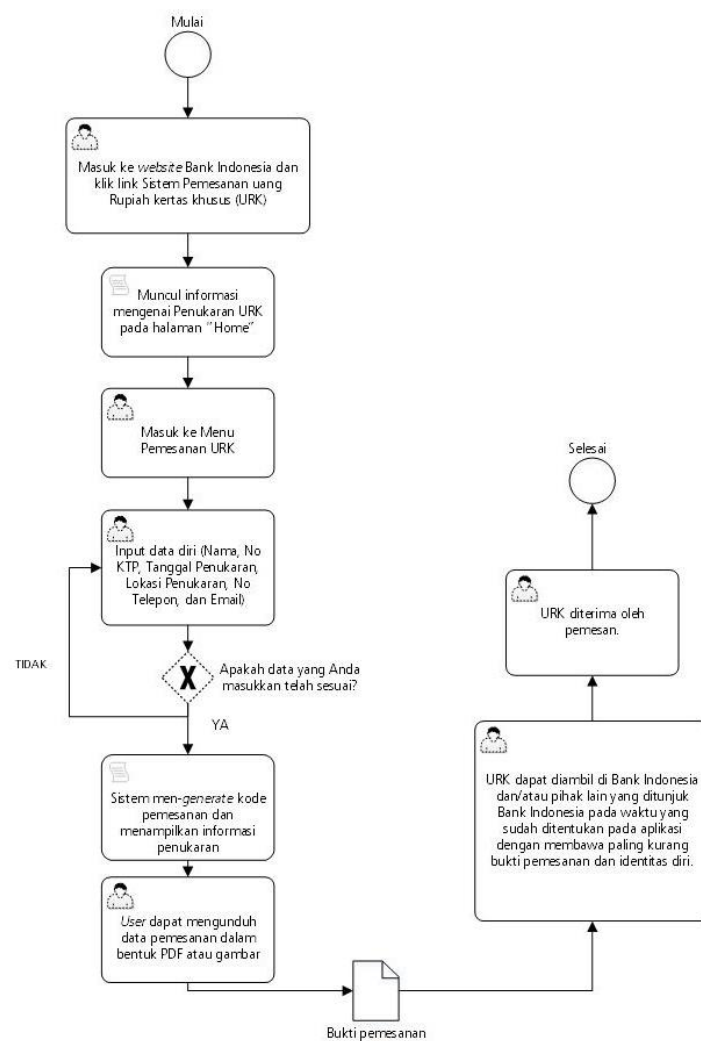 Mulai
Masuk ke website Bank Indonesia dan
klik link Sistem Pemesanan uang
Rupiah kertas khusus (URK)
Muncul informasi
mengenai Penukaran URK
pada halaman "Home"
Masuk ke Menu
Pemesanan URK
Input data diri (Nama, No
KTP, Tanggal Penukaran,
Lokasi Penukaran, No
Telepon, dan Email)
TIDAK
X
Apakah data yang Anda
masukkan telah sesuai?
YA
Sistem men-generate kode
pemesanan dan
menampilkan informasi
penukaran
User dapat mengunduh
data pemesanan dalam
bentuk PDF atau gambar
Bukti pemesanan
URK dapat diambil di Bank Indonesia
dan/atau pihak lain yang ditunjuk
Bank Indonesia pada waktu yang
sudah ditentukan pada aplikasi
dengan membawa paling kurang
bukti pemesanan dan identitas diri.
URK diterima oleh
pemesan.
Selesai